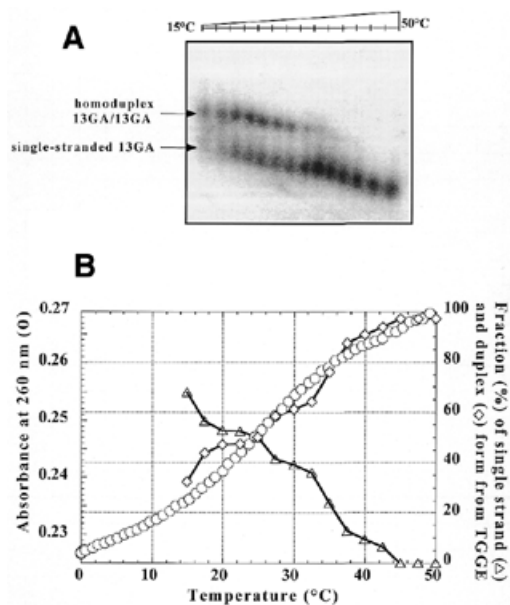 A
15°C
50°C
homoduplex
13GA/13GA
single-stranded 13GA
B
Absorbance at 260 nm (O)
0.27
0.26
0.25
0.24
0.23
0
10
20
30
40
50
Temperature (°C)
100
80
60
40
20
0
Fraction (%) of single strand (△)
and duplex (◇) form from TGGE